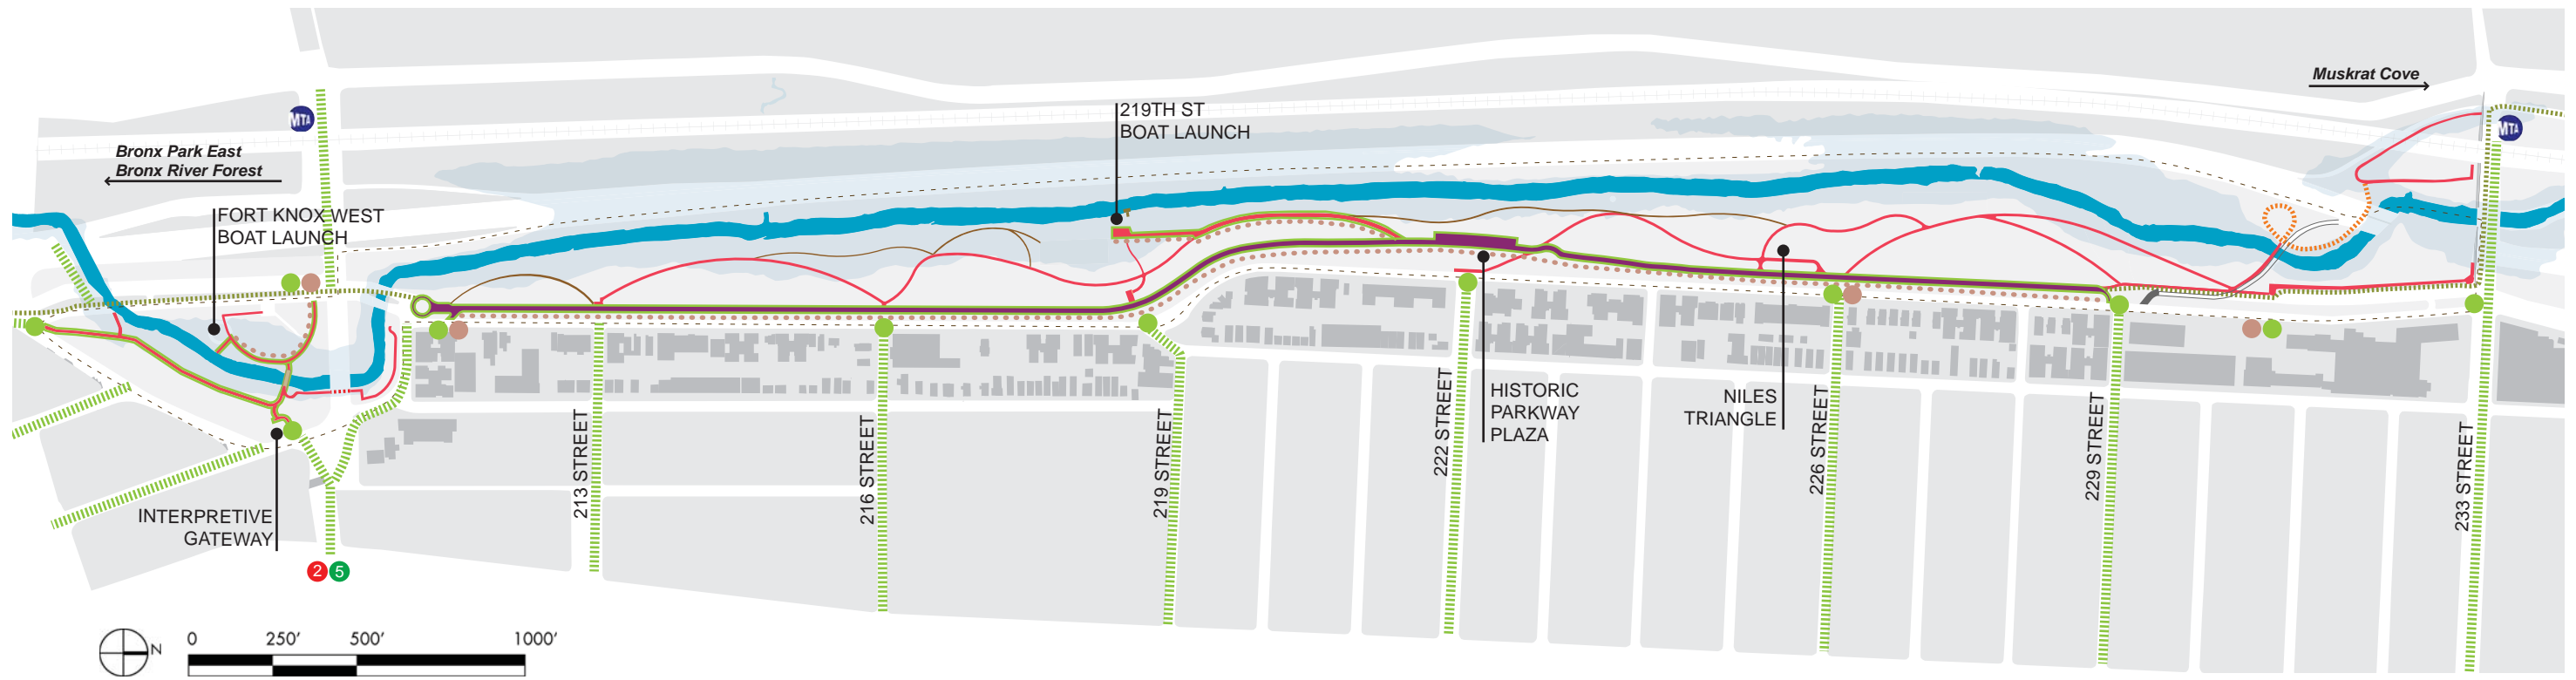 Muskrat Cove
219TH ST
BOAT LAUNCH
MTA
MTA
Bronx Park East
Bronx River Forest
FORT KNOX WEST
BOAT LAUNCH
HISTORIC
PARKWAY
PLAZA
NILES
TRIANGLE
213 STREET
216 STREET
219 STREET
222 STREET
226 STREET
229 STREET
233 STREET
INTERPRETIVE
GATEWAY
2 5
N
0 250' 500' 1000'